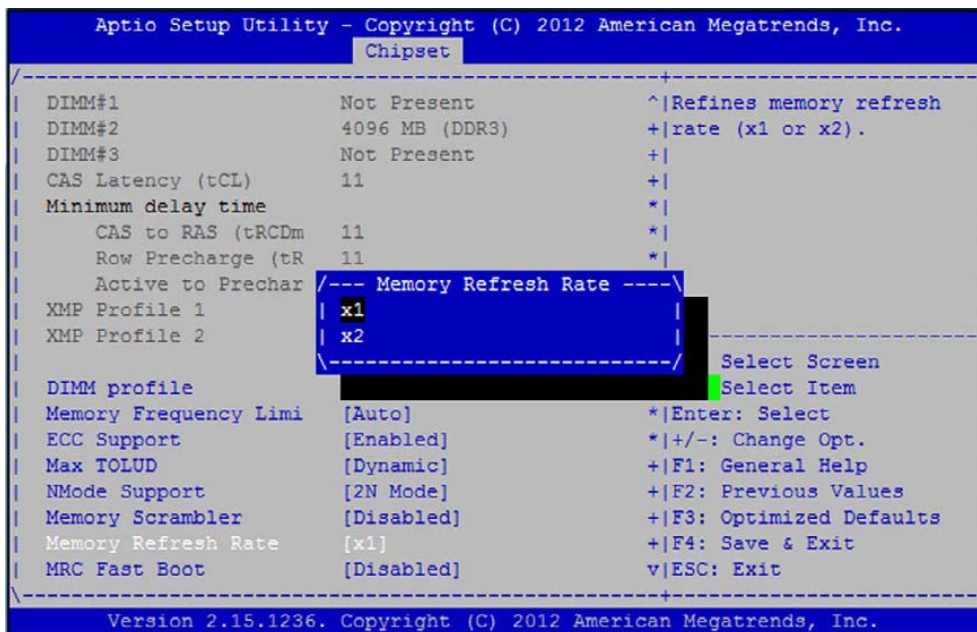 Aptio Setup Utility - Copyright (C) 2012 American Megatrends, Inc.
Chipset
/----------------------------------------------------+-------------------------
| DIMM#1 Not Present ^|Refines memory refresh
| DIMM#2 4096 MB (DDR3) +|rate (x1 or x2).
| DIMM#3 Not Present +|
| CAS Latency (tCL) 11 +|
| Minimum delay time *|
| CAS to RAS (tRCDm 11 *|
| Row Precharge (tR 11 *|
| Active to Prechar /--- Memory Refresh Rate ----\
| XMP Profile 1 | x1 |
| XMP Profile 2 | x2 |
| \----------------------------/ Select Screen
| DIMM profile Select Item
| Memory Frequency Limi [Auto] *|Enter: Select
| ECC Support [Enabled] *|+/-: Change Opt.
| Max TOLUD [Dynamic] +|F1: General Help
| NMode Support [2N Mode] +|F2: Previous Values
| Memory Scrambler [Disabled] +|F3: Optimized Defaults
| Memory Refresh Rate [x1] +|F4: Save & Exit
| MRC Fast Boot [Disabled] v|ESC: Exit
\----------------------------------------------------+-------------------------
Version 2.15.1236. Copyright (C) 2012 American Megatrends, Inc.